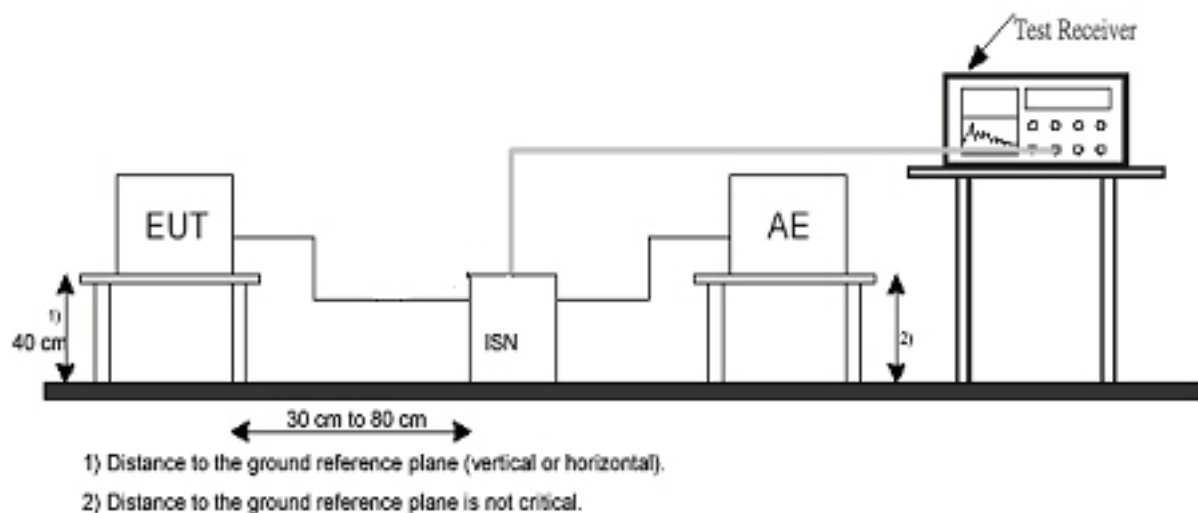 Test Receiver
EUT
AE
1)
40 cm
ISN
2)
30 cm to 80 cm
1) Distance to the ground reference plane (vertical or horizontal).
2) Distance to the ground reference plane is not critical.